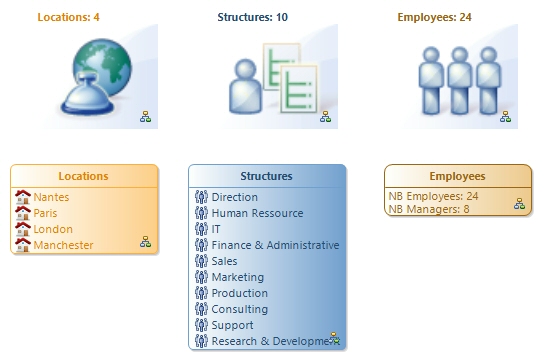 Locations: 4
Structures: 10
Employees: 24
Locations
Nantes
Paris
London
Manchester
Structures
Direction
Human Ressource
IT
Finance & Administrative
Sales
Marketing
Production
Consulting
Support
Research & Development
Employees
NB Employees: 24
NB Managers: 8